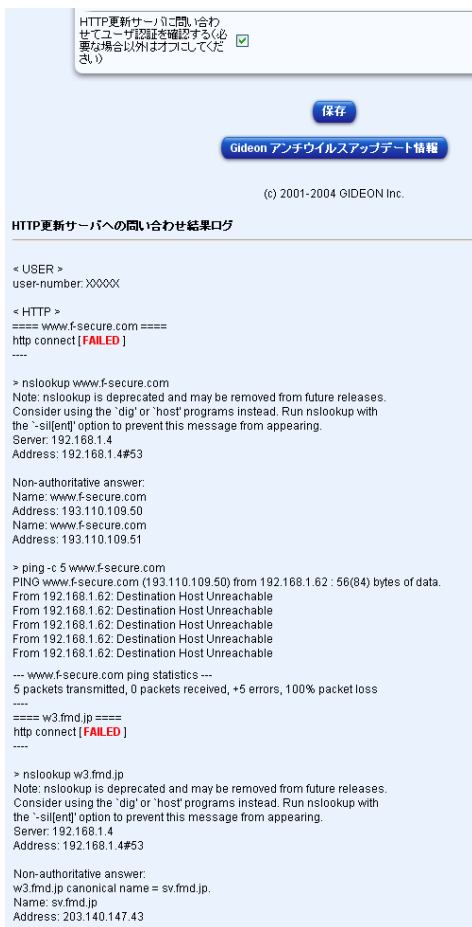 HTTP更新サーバに問い合わ
せてユーザ認証を確認する(必
要な場合以外はオフにしてくだ
さい)
保存
Gideon アンチウイルスアップデート情報
(c) 2001-2004 GIDEON Inc.
HTTP更新サーバへの問い合わせ結果ログ
< USER >
user-number: XXXXX
< HTTP >
==== www.f-secure.com ====
http connect [ FAILED ]
----
> nslookup www.f-secure.com
Note: nslookup is deprecated and may be removed from future releases.
Consider using the `dig' or `host' programs instead. Run nslookup with
the `-sil[ent]' option to prevent this message from appearing.
Server: 192.168.1.4
Address: 192.168.1.4#53
Non-authoritative answer:
Name: www.f-secure.com
Address: 193.110.109.50
Name: www.f-secure.com
Address: 193.110.109.51
> ping -c 5 www.f-secure.com
PING www.f-secure.com (193.110.109.50) from 192.168.1.62 : 56(84) bytes of data.
From 192.168.1.62: Destination Host Unreachable
From 192.168.1.62: Destination Host Unreachable
From 192.168.1.62: Destination Host Unreachable
From 192.168.1.62: Destination Host Unreachable
From 192.168.1.62: Destination Host Unreachable
--- www.f-secure.com ping statistics ---
5 packets transmitted, 0 packets received, +5 errors, 100% packet loss
----
==== w3.fmd.jp ====
http connect [ FAILED ]
----
> nslookup w3.fmd.jp
Note: nslookup is deprecated and may be removed from future releases.
Consider using the `dig' or `host' programs instead. Run nslookup with
the `-sil[ent]' option to prevent this message from appearing.
Server: 192.168.1.4
Address: 192.168.1.4#53
Non-authoritative answer:
w3.fmd.jp canonical name = sv.fmd.jp.
Name: sv.fmd.jp
Address: 203.140.147.43